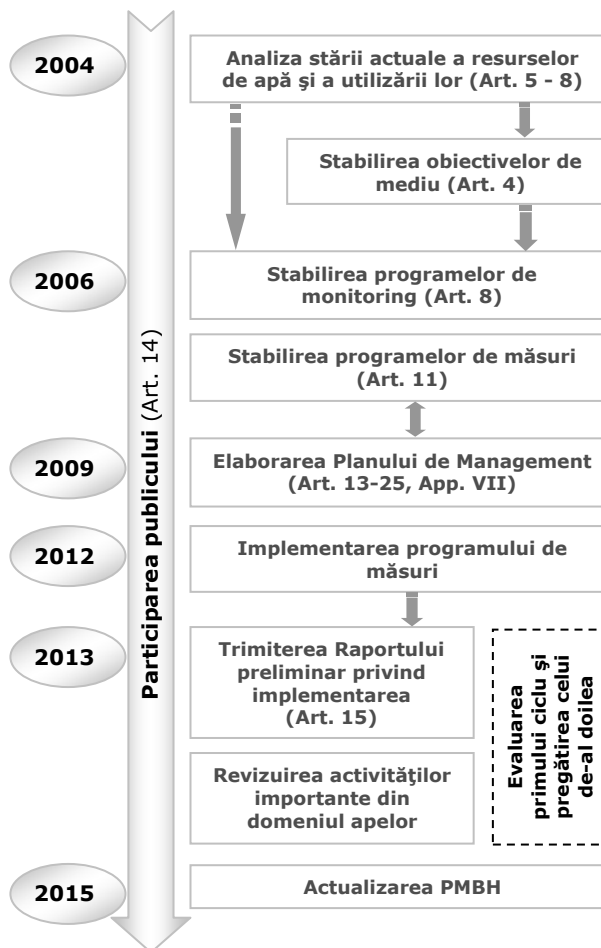 2004
Analiza stării actuale a resurselor
de apă şi a utilizării lor (Art. 5 - 8)
Stabilirea obiectivelor de
mediu (Art. 4)
2006
Stabilirea programelor de
monitoring (Art. 8)
Participarea publicului (Art. 14)
Stabilirea programelor de măsuri
(Art. 11)
2009
Elaborarea Planului de Management
(Art. 13-25, App. VII)
2012
Implementarea programului de
măsuri
2013
Trimiterea Raportului
preliminar privind
implementarea
(Art. 15)
Evaluarea
primului ciclu şi
pregătirea celui
de-al doilea
Revizuirea activităţilor
importante din
domeniul apelor
2015
Actualizarea PMBH